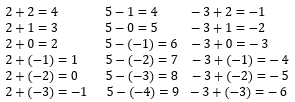 2 + 2 = 4 5 − 1 = 4 − 3 + 2 = −1
2 + 1 = 3 5 − 0 = 5 − 3 + 1 = −2
2 + 0 = 2 5 − (−1) = 6 − 3 + 0 = − 3
2 + (−1) = 1 5 − (−2) = 7 − 3 + (−1) = − 4
2 + (−2) = 0 5 − (−3) = 8 − 3 + (−2) = − 5
2 + (−3) = −1 5 − (−4) = 9 − 3 + (−3) = − 6